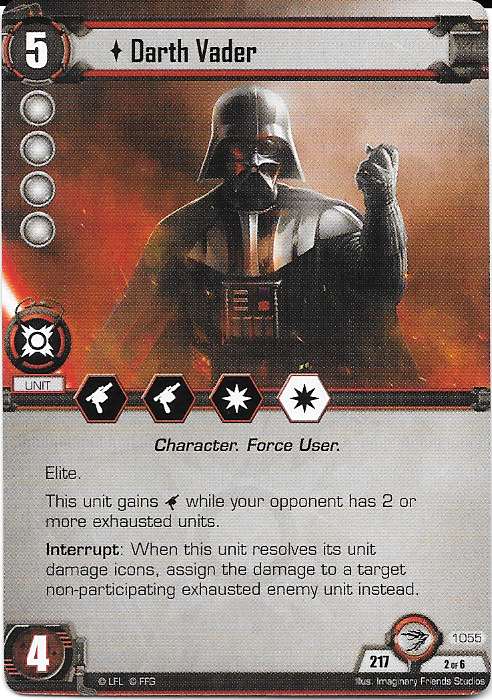 5
Darth Vader
UNIT
Character. Force User.
Elite.
This unit gains while your opponent has 2 or
more exhausted units.
Interrupt: When this unit resolves its unit
damage icons, assign the damage to a target
non-participating exhausted enemy unit instead.
4
© LFL © FFG
217
2 OF 6
1055
Illus. Imaginary Friends Studios